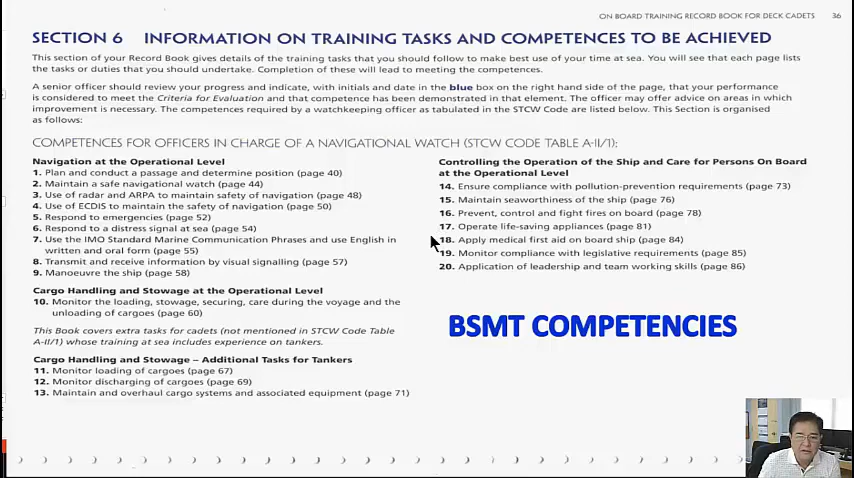 ON BOARD TRAINING RECORD BOOK FOR DECK CADETS 36
SECTION 6 INFORMATION ON TRAINING TASKS AND COMPETENCES TO BE ACHIEVED
This section of your Record Book gives details of the training tasks that you should follow to make best use of your time at sea. You will see that each page lists
the tasks or duties that you should undertake. Completion of these will lead to meeting the competences.
A senior officer should review your progress and indicate, with initials and date in the blue box on the right hand side of the page, that your performance
is considered to meet the Criteria for Evaluation and that competence has been demonstrated in that element. The officer may offer advice on areas in which
improvement is necessary. The competences required by a watchkeeping officer as tabulated in the STCW Code are listed below. This Section is organised
as follows:
COMPETENCES FOR OFFICERS IN CHARGE OF A NAVIGATIONAL WATCH (STCW CODE TABLE A-II/1):
Navigation at the Operational Level
1. Plan and conduct a passage and determine position (page 40)
2. Maintain a safe navigational watch (page 44)
3. Use of radar and ARPA to maintain safety of navigation (page 48)
4. Use of ECDIS to maintain the safety of navigation (page 50)
5. Respond to emergencies (page 52)
6. Respond to a distress signal at sea (page 54)
7. Use the IMO Standard Marine Communication Phrases and use English in
written and oral form (page 55)
8. Transmit and receive information by visual signalling (page 57)
9. Manoeuvre the ship (page 58)
Cargo Handling and Stowage at the Operational Level
10. Monitor the loading, stowage, securing, care during the voyage and the
unloading of cargoes (page 60)
This Book covers extra tasks for cadets (not mentioned in STCW Code Table
A-II/1) whose training at sea includes experience on tankers.
Cargo Handling and Stowage – Additional Tasks for Tankers
11. Monitor loading of cargoes (page 67)
12. Monitor discharging of cargoes (page 69)
13. Maintain and overhaul cargo systems and associated equipment (page 71)
Controlling the Operation of the Ship and Care for Persons On Board
at the Operational Level
14. Ensure compliance with pollution-prevention requirements (page 73)
15. Maintain seaworthiness of the ship (page 76)
16. Prevent, control and fight fires on board (page 78)
17. Operate life-saving appliances (page 81)
18. Apply medical first aid on board ship (page 84)
19. Monitor compliance with legislative requirements (page 85)
20. Application of leadership and team working skills (page 86)
BSMT COMPETENCIES